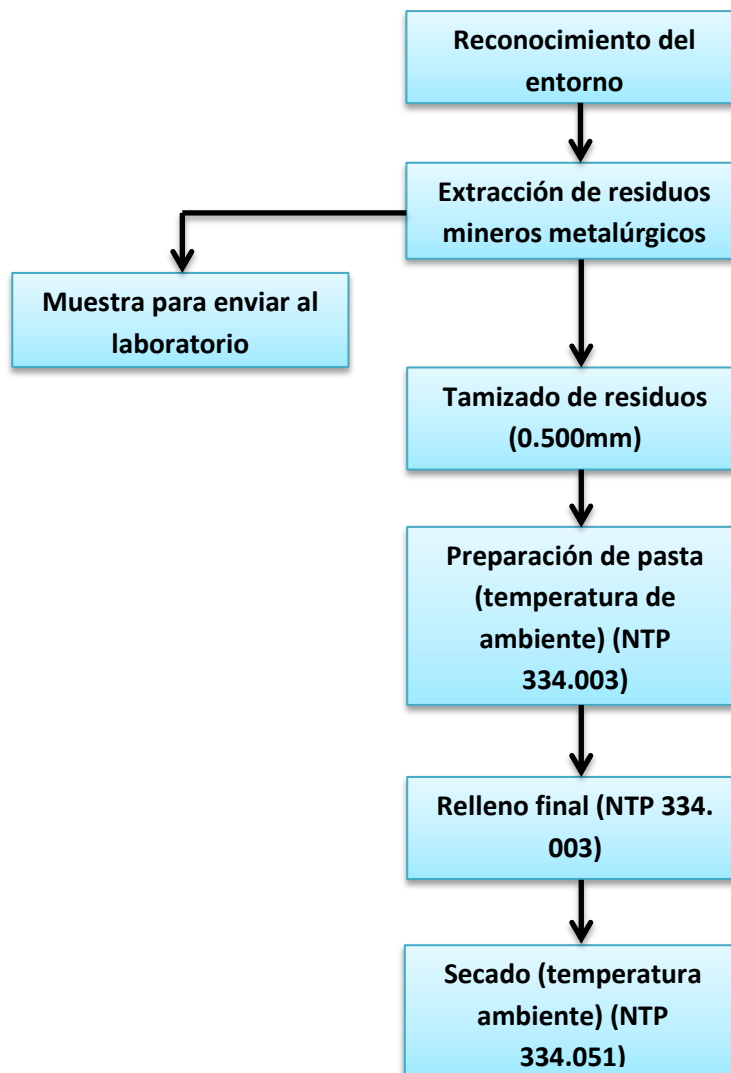 Reconocimiento del
entorno
Extracción de residuos
mineros metalúrgicos
Muestra para enviar al
laboratorio
Tamizado de residuos
(0.500mm)
Preparación de pasta
(temperatura de
ambiente) (NTP
334.003)
Relleno final (NTP 334.
003)
Secado (temperatura
ambiente) (NTP
334.051)